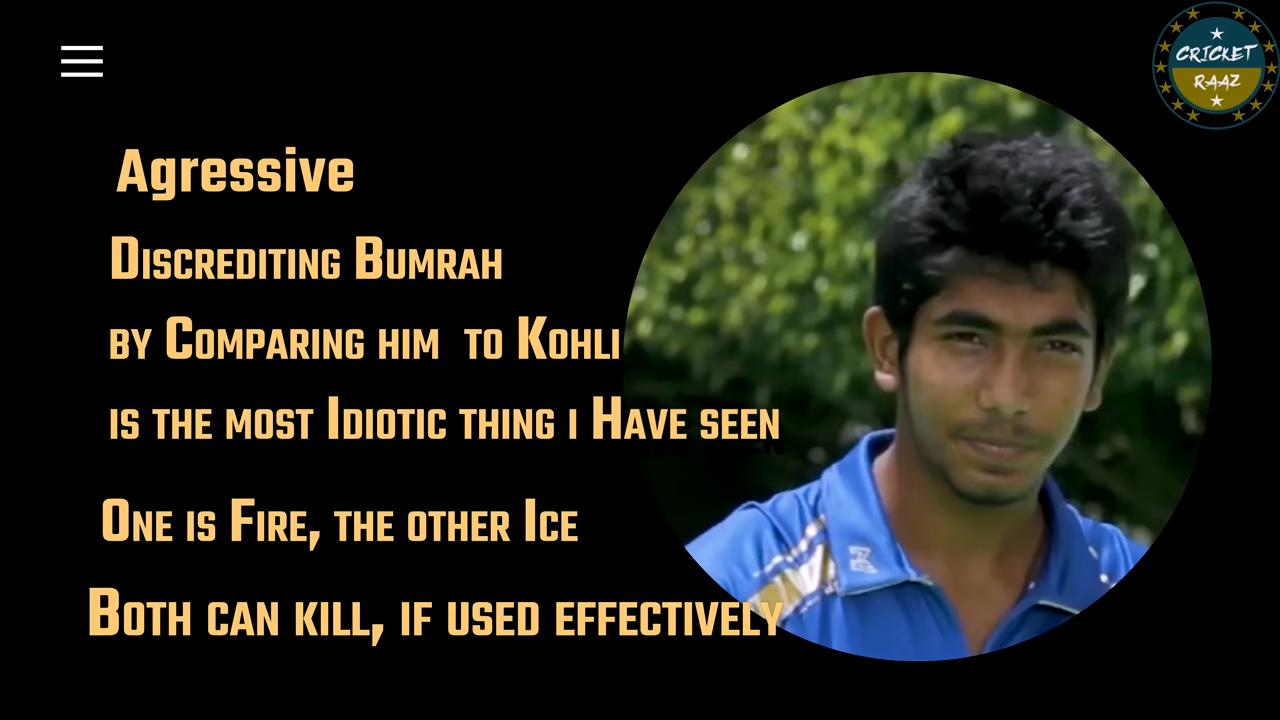 CRICKET
RAAZ
Agressive
Discrediting Bumrah
by Comparing him to Kohli
is the most Idiotic thing i Have seen
One is Fire, the other Ice
Both can kill, if used effectively